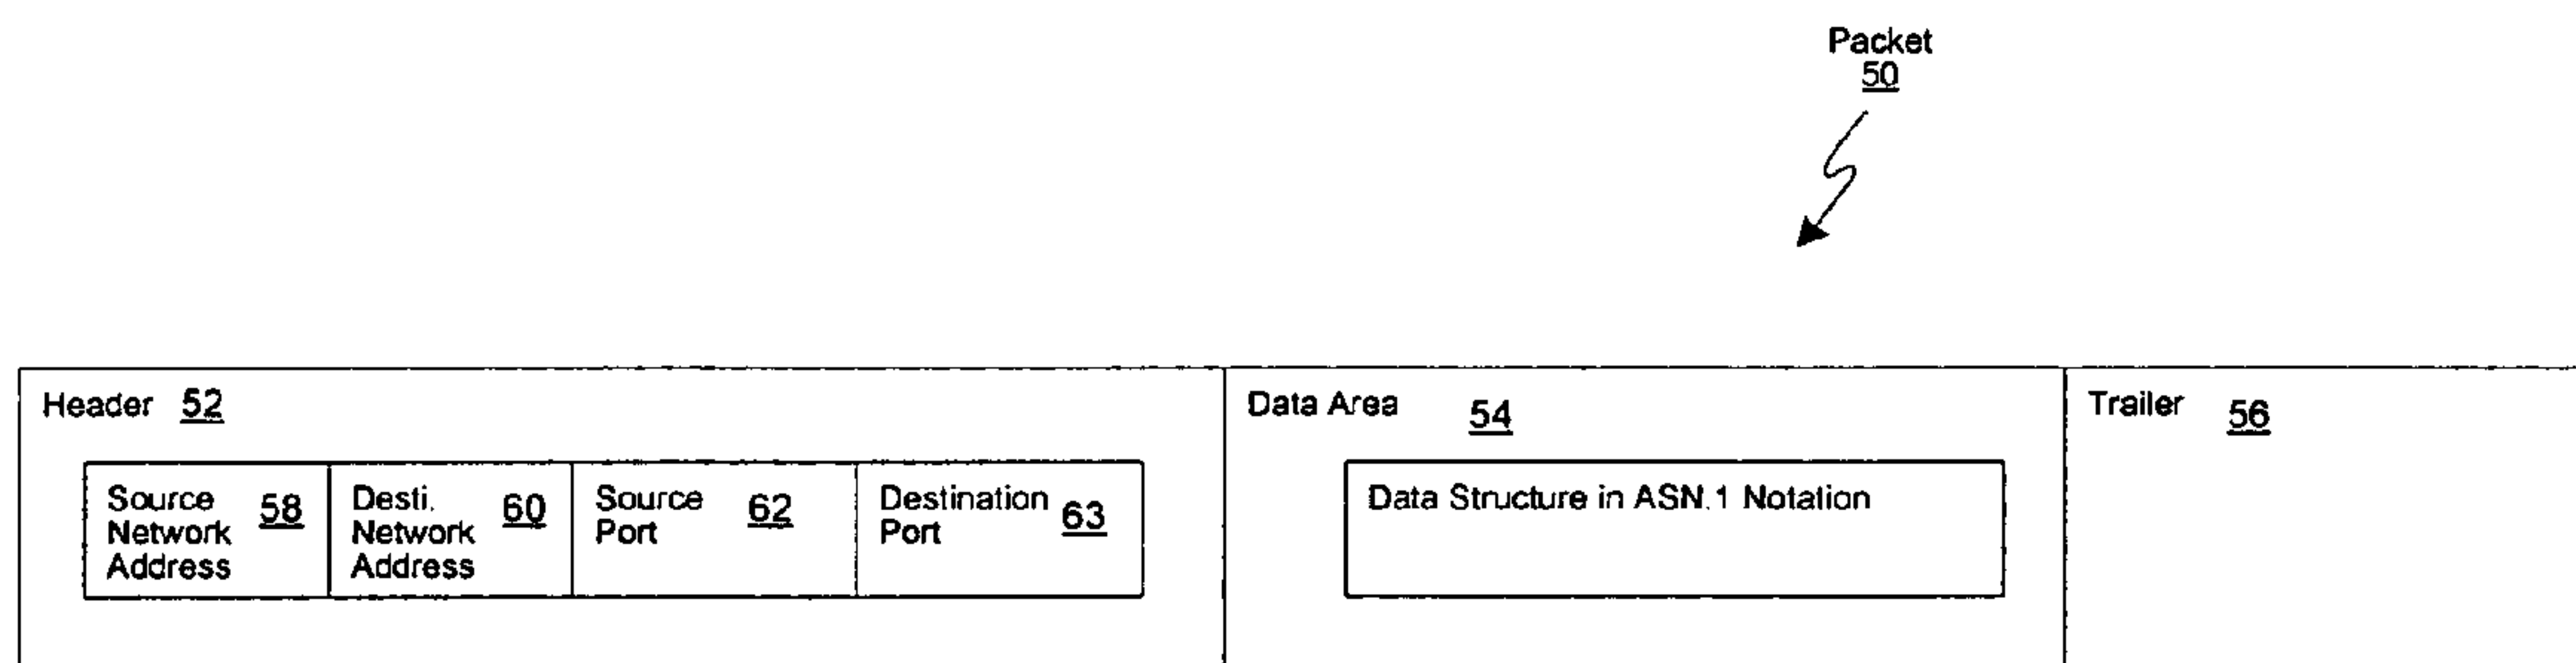 Packet
50
Header 52
Source Network Address 58
Desti. Network Address 60
Source Port 62
Destination Port 63
Data Area 54
Data Structure in ASN.1 Notation
Trailer 56